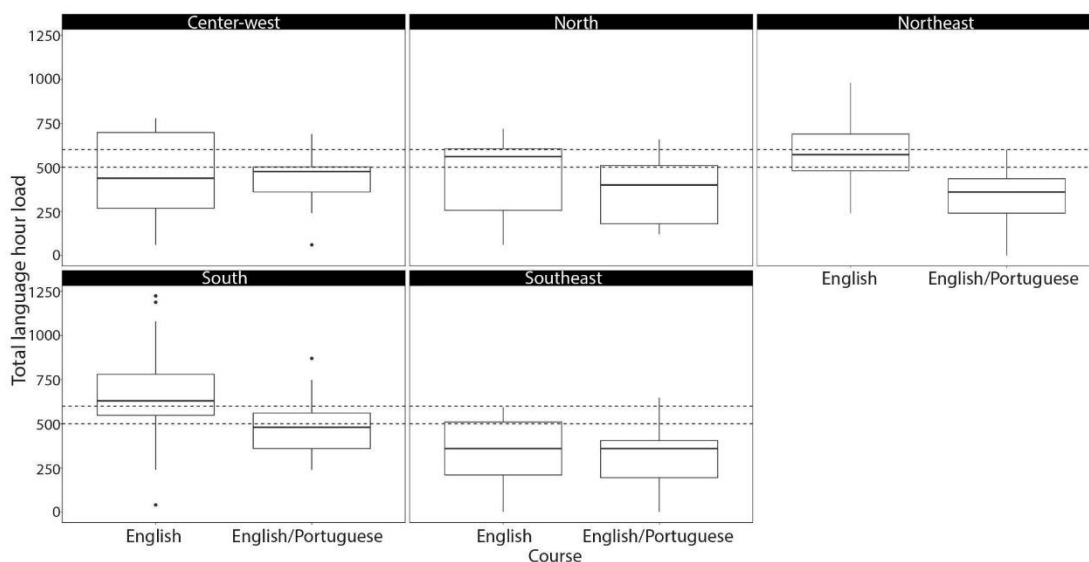 Center-west
North
Northeast
1250
1000
750
500
250
0
South
Southeast
English
English/Portuguese
1250
1000
750
500
250
0
English
English/Portuguese
English
English/Portuguese
Course
Total language hour load